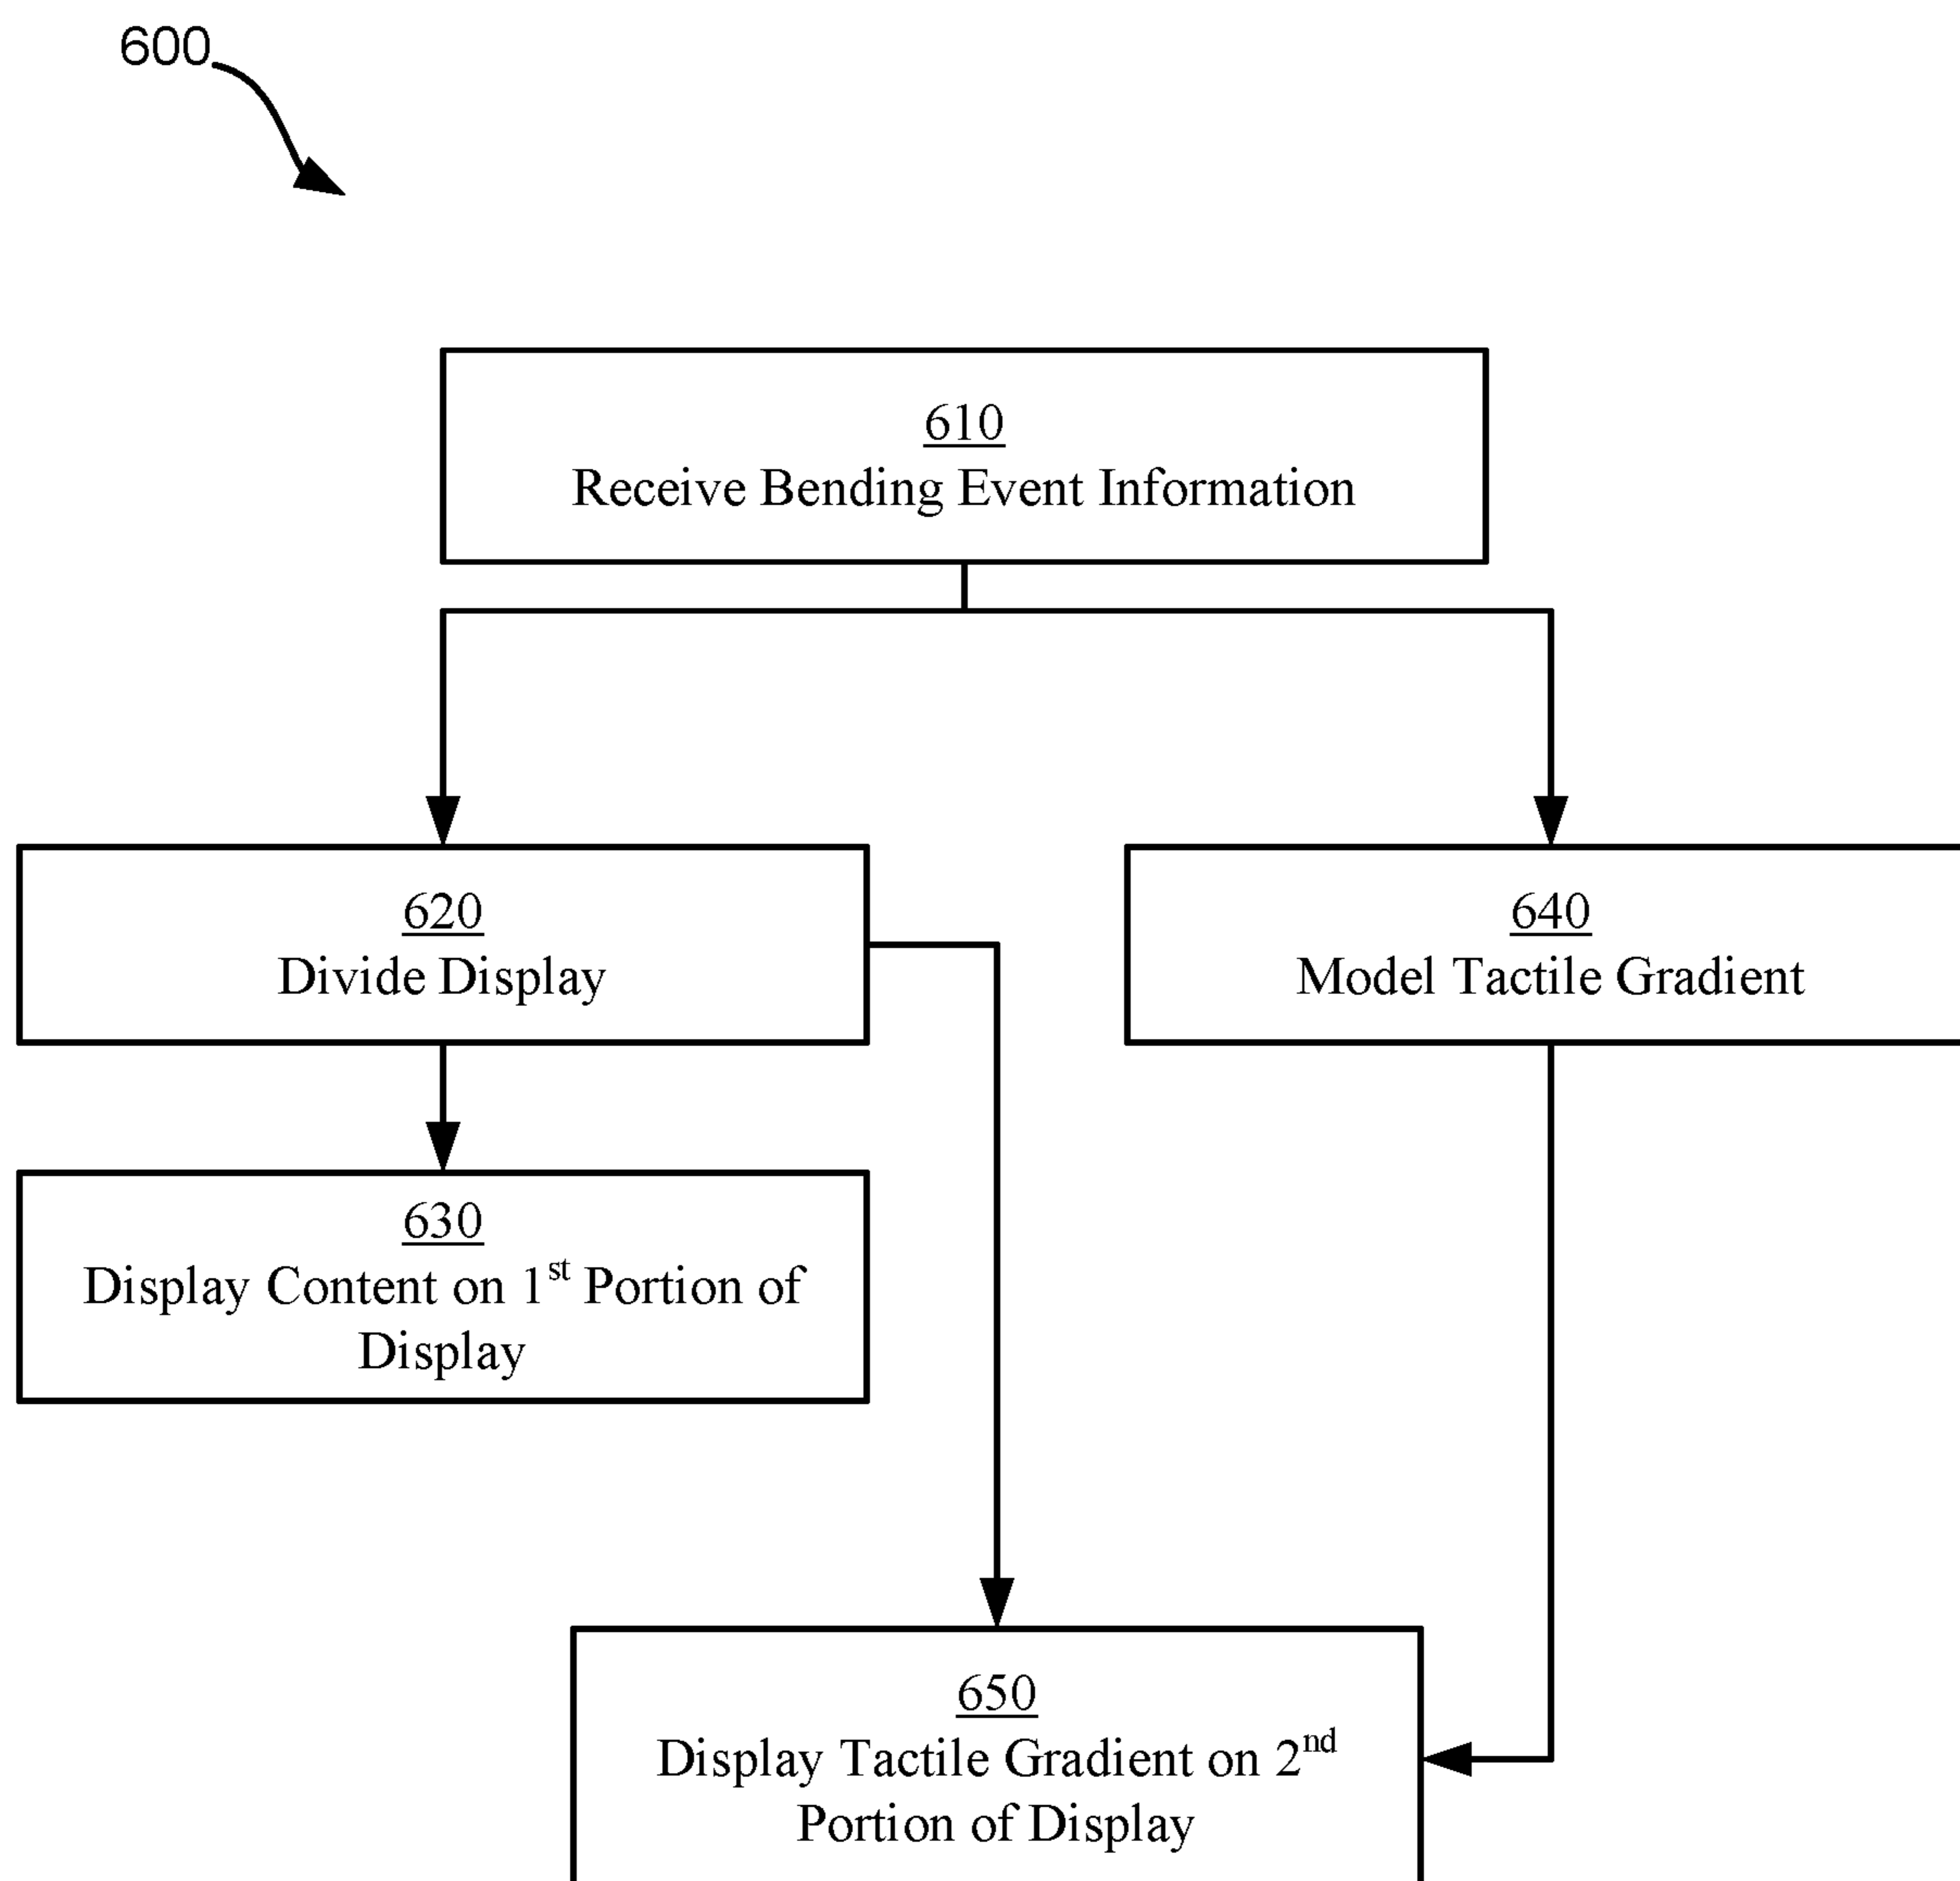 600
610
Receive Bending Event Information
620
Divide Display
640
Model Tactile Gradient
630
Display Content on 1st Portion of
Display
650
Display Tactile Gradient on 2nd
Portion of Display